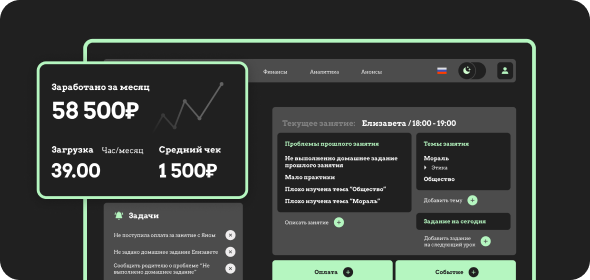 Финансы
Аналитика
Анонсы
Заработано за месяц
58 500₽
Загрузка Час/месяц
39.00
Средний чек
1 500₽
Текущее занятие: Елизавета / 18:00 - 19:00
Проблемы прошлого занятия
Не выполненно домашнее задание
прошлого занятия
Мало практики
Плохо изучена тема "Общество"
Плохо изучена тема "Мораль"
Описать занятие
Темы занятия
Мораль
Этика
Общество
Добавить тему
Задание на сегодня
Добавить задание
на следующий урок
Задачи
Не поступила оплата за занятие с Яной
Не задано домашнее задание Елизавете
Сообщить родителю о проблеме "Не
выполнено домашнее задание"
Оплата
Событие